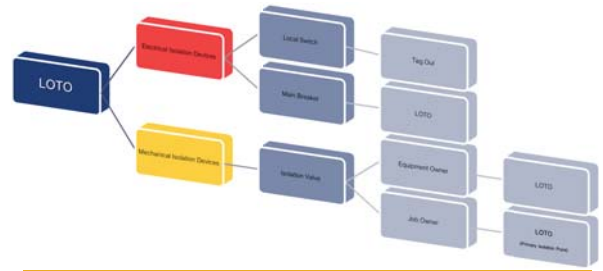 LOTO
Electrical Isolation Devices
Mechanical Isolation Devices
Local Switch
Main Breaker
Isolation Valve
Tag Out
LOTO
Equipment Owner
Job Owner
LOTO
LOTO
(Primary Isolable Point)